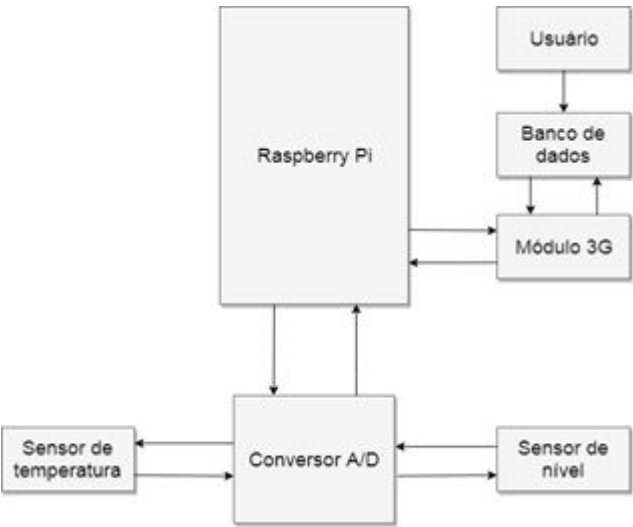 Usuário
Banco de
dados
Raspberry Pi
Módulo 3G
Sensor de
temperatura
Conversor A/D
Sensor de
nível